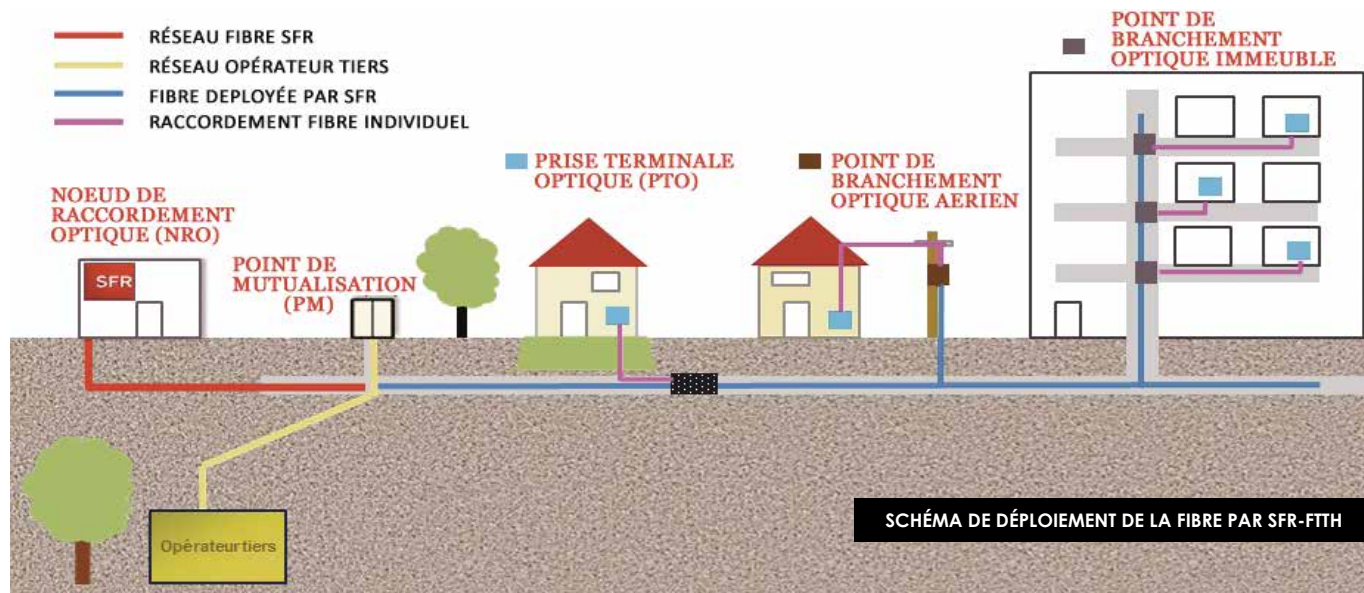 RÉSEAU FIBRE SFR
RÉSEAU OPÉRATEUR TIERS
FIBRE DEPLOYÉE PAR SFR
RACCORDEMENT FIBRE INDIVIDUEL
POINT DE
BRANCHEMENT
OPTIQUE IMMEUBLE
NOEUD DE
RACCORDEMENT
OPTIQUE (NRO)
SFR
POINT DE
MUTUALISATION
(PM)
PRISE TERMINALE
OPTIQUE (PTO)
POINT DE
BRANCHEMENT
OPTIQUE AERIEN
Opérateur tiers
SCHÉMA DE DÉPLOIEMENT DE LA FIBRE PAR SFR-FTTH